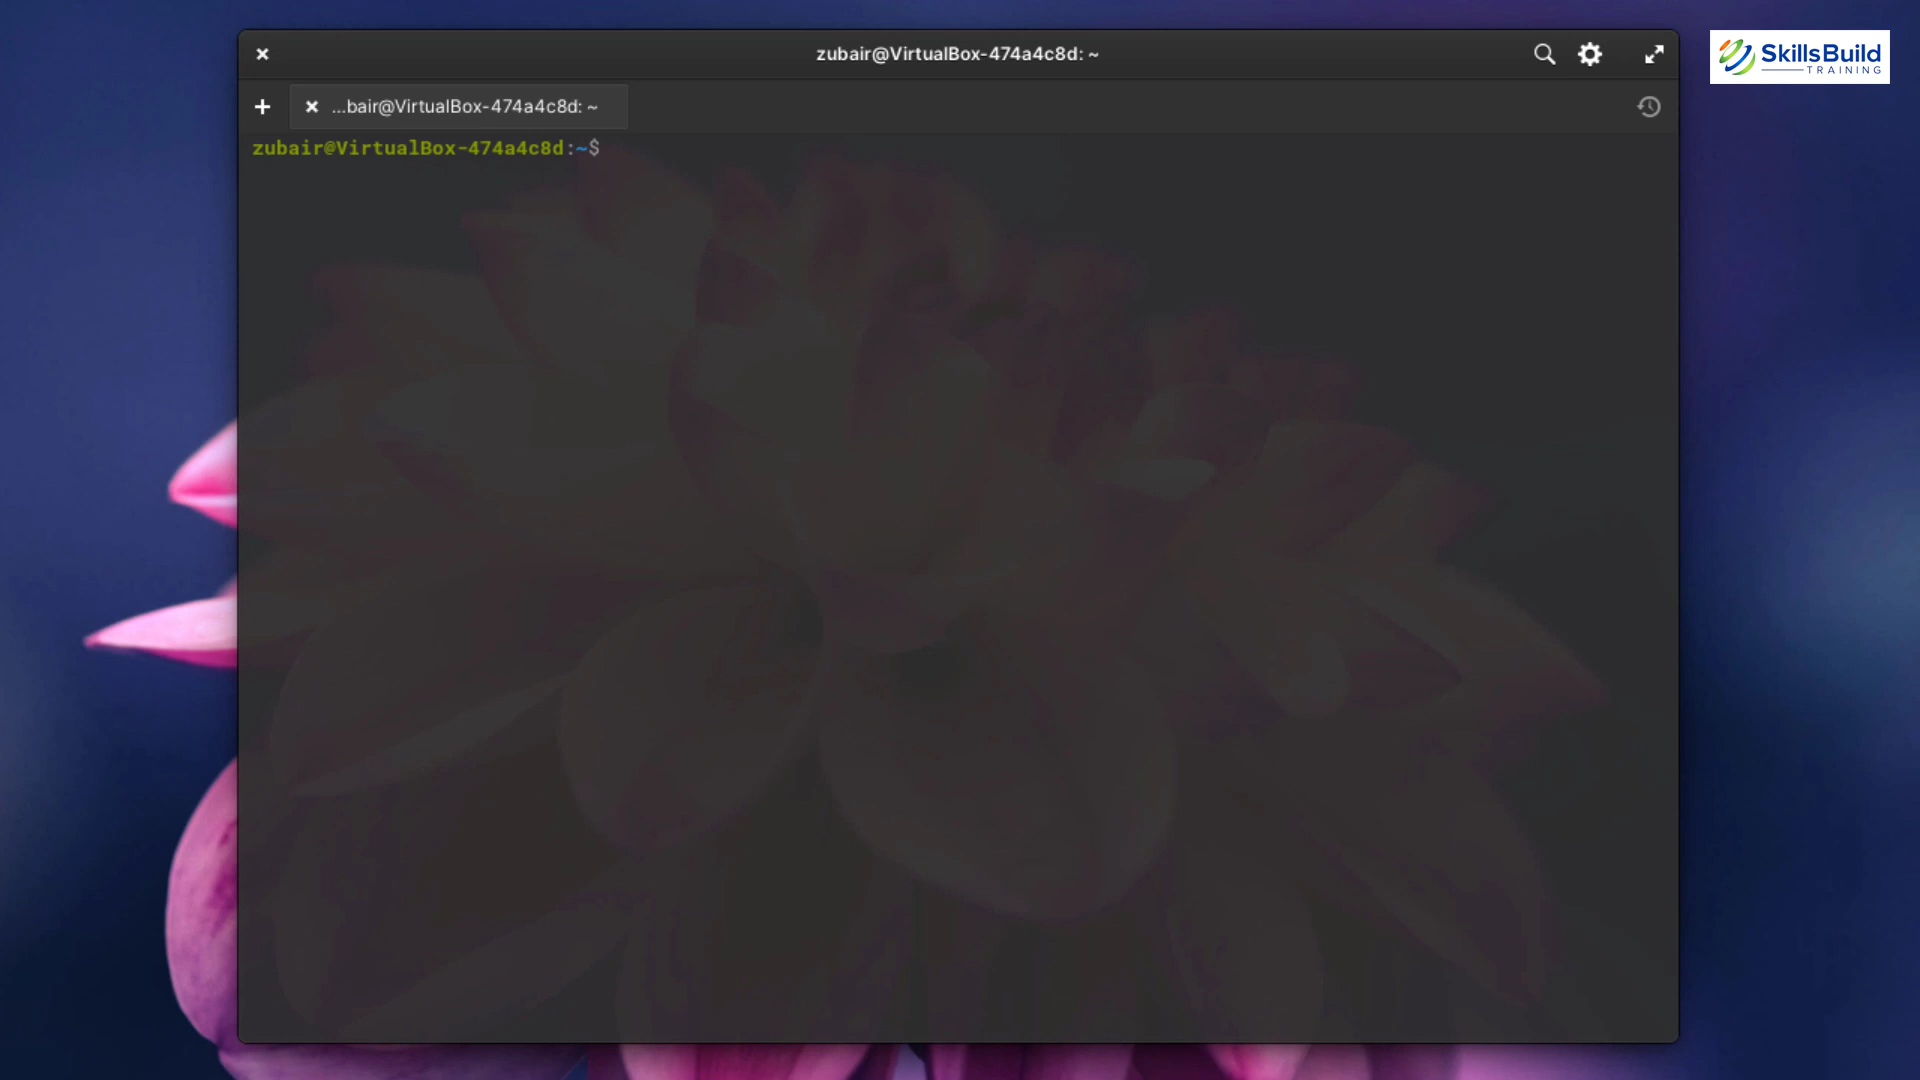 zubair@VirtualBox-474a4c8d: ~
SkillsBuild
TRAINING
...bair@VirtualBox-474a4c8d: ~
zubair@VirtualBox-474a4c8d:~$